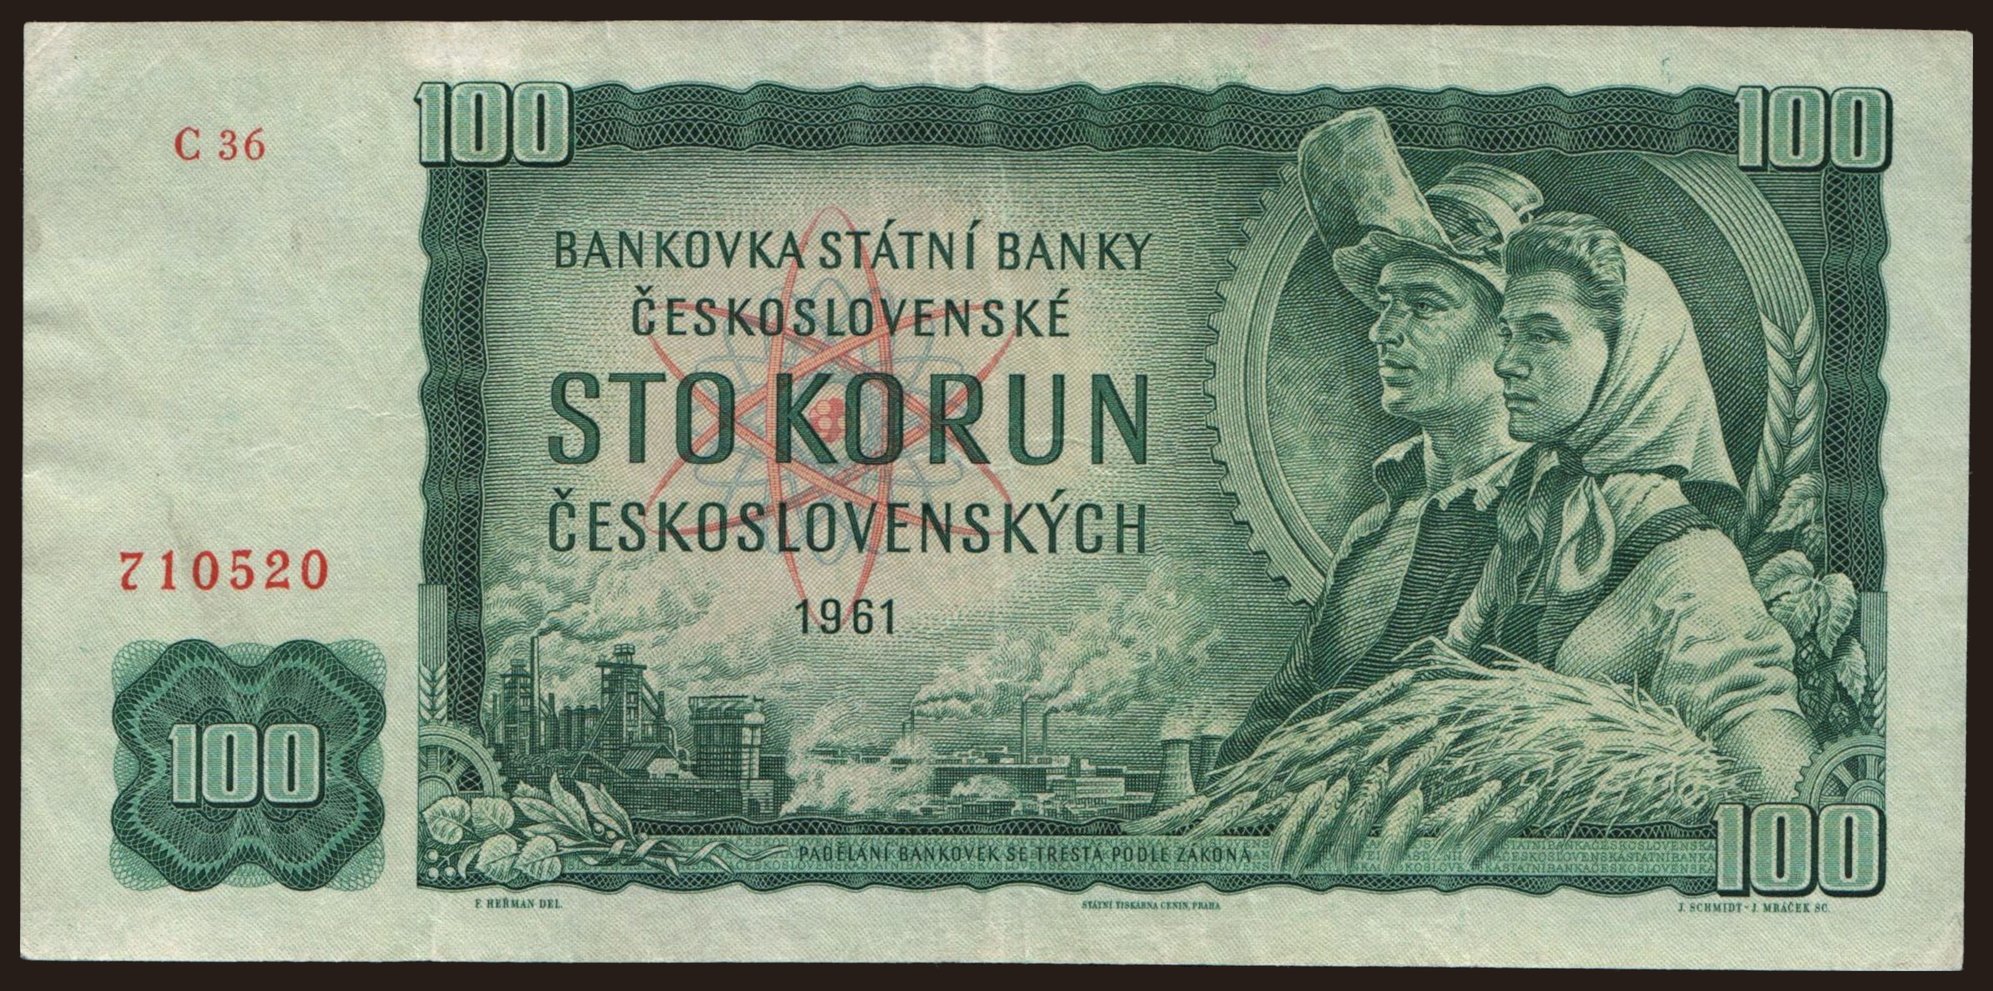 100
100
C 36
BANKOVKA STÁTNÍ BANKY
ČESKOSLOVENSKÉ
STO KORUN
ČESKOSLOVENSKÝCH
710520
1961
100
100
PADĚLÁNÍ BANKOVEK SE TRESTÁ PODLE ZÁKONA
F. HEŘMAN DEL.
STÁTNÍ TISKÁRNA CENIN, PRAHA
J. SCHMIDT - J. MRÁČEK SC.